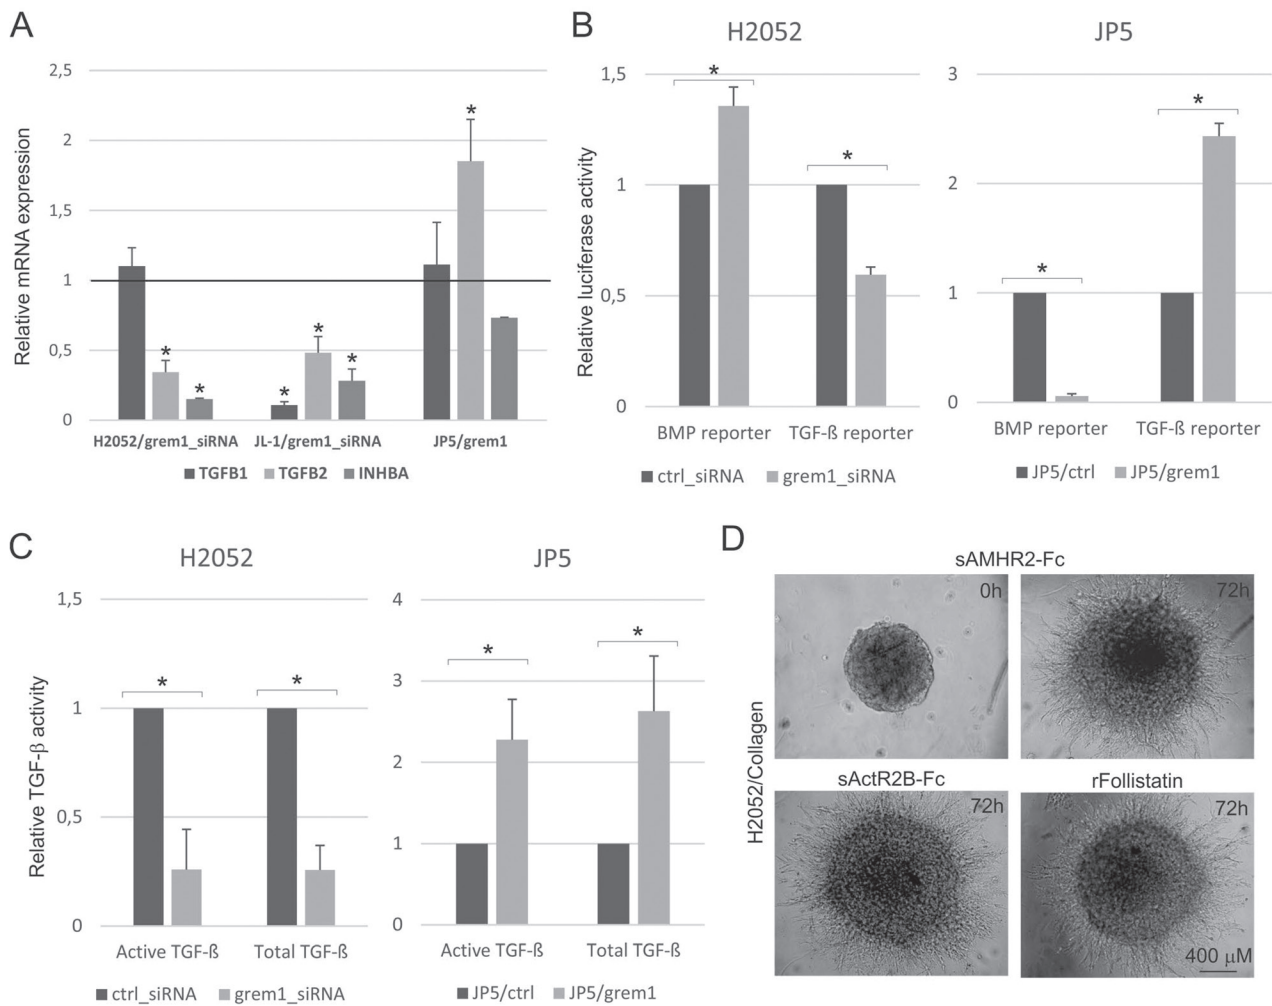 A
2,5
2
1,5
1
0,5
0
Relative mRNA expression
*
*
*
*
*
*
H2052/grem1_siRNA JL-1/grem1_siRNA JP5/grem1
TGFB1 TGFB2 INHBA
B
H2052
1,5
1
0,5
0
Relative luciferase activity
*
*
BMP reporter TGF-ß reporter
ctrl_siRNA grem1_siRNA
JP5
3
2
1
0
*
*
BMP reporter TGF-ß reporter
JP5/ctrl JP5/grem1
C
H2052
1,5
1
0,5
0
Relative TGF-β activity
*
*
Active TGF-ß Total TGF-ß
ctrl_siRNA grem1_siRNA
JP5
4
3
2
1
0
*
*
Active TGF-ß Total TGF-ß
JP5/ctrl JP5/grem1
D
sAMHR2-Fc
0h
72h
H2052/Collagen
sActR2B-Fc
72h
rFollistatin
72h
400 µM